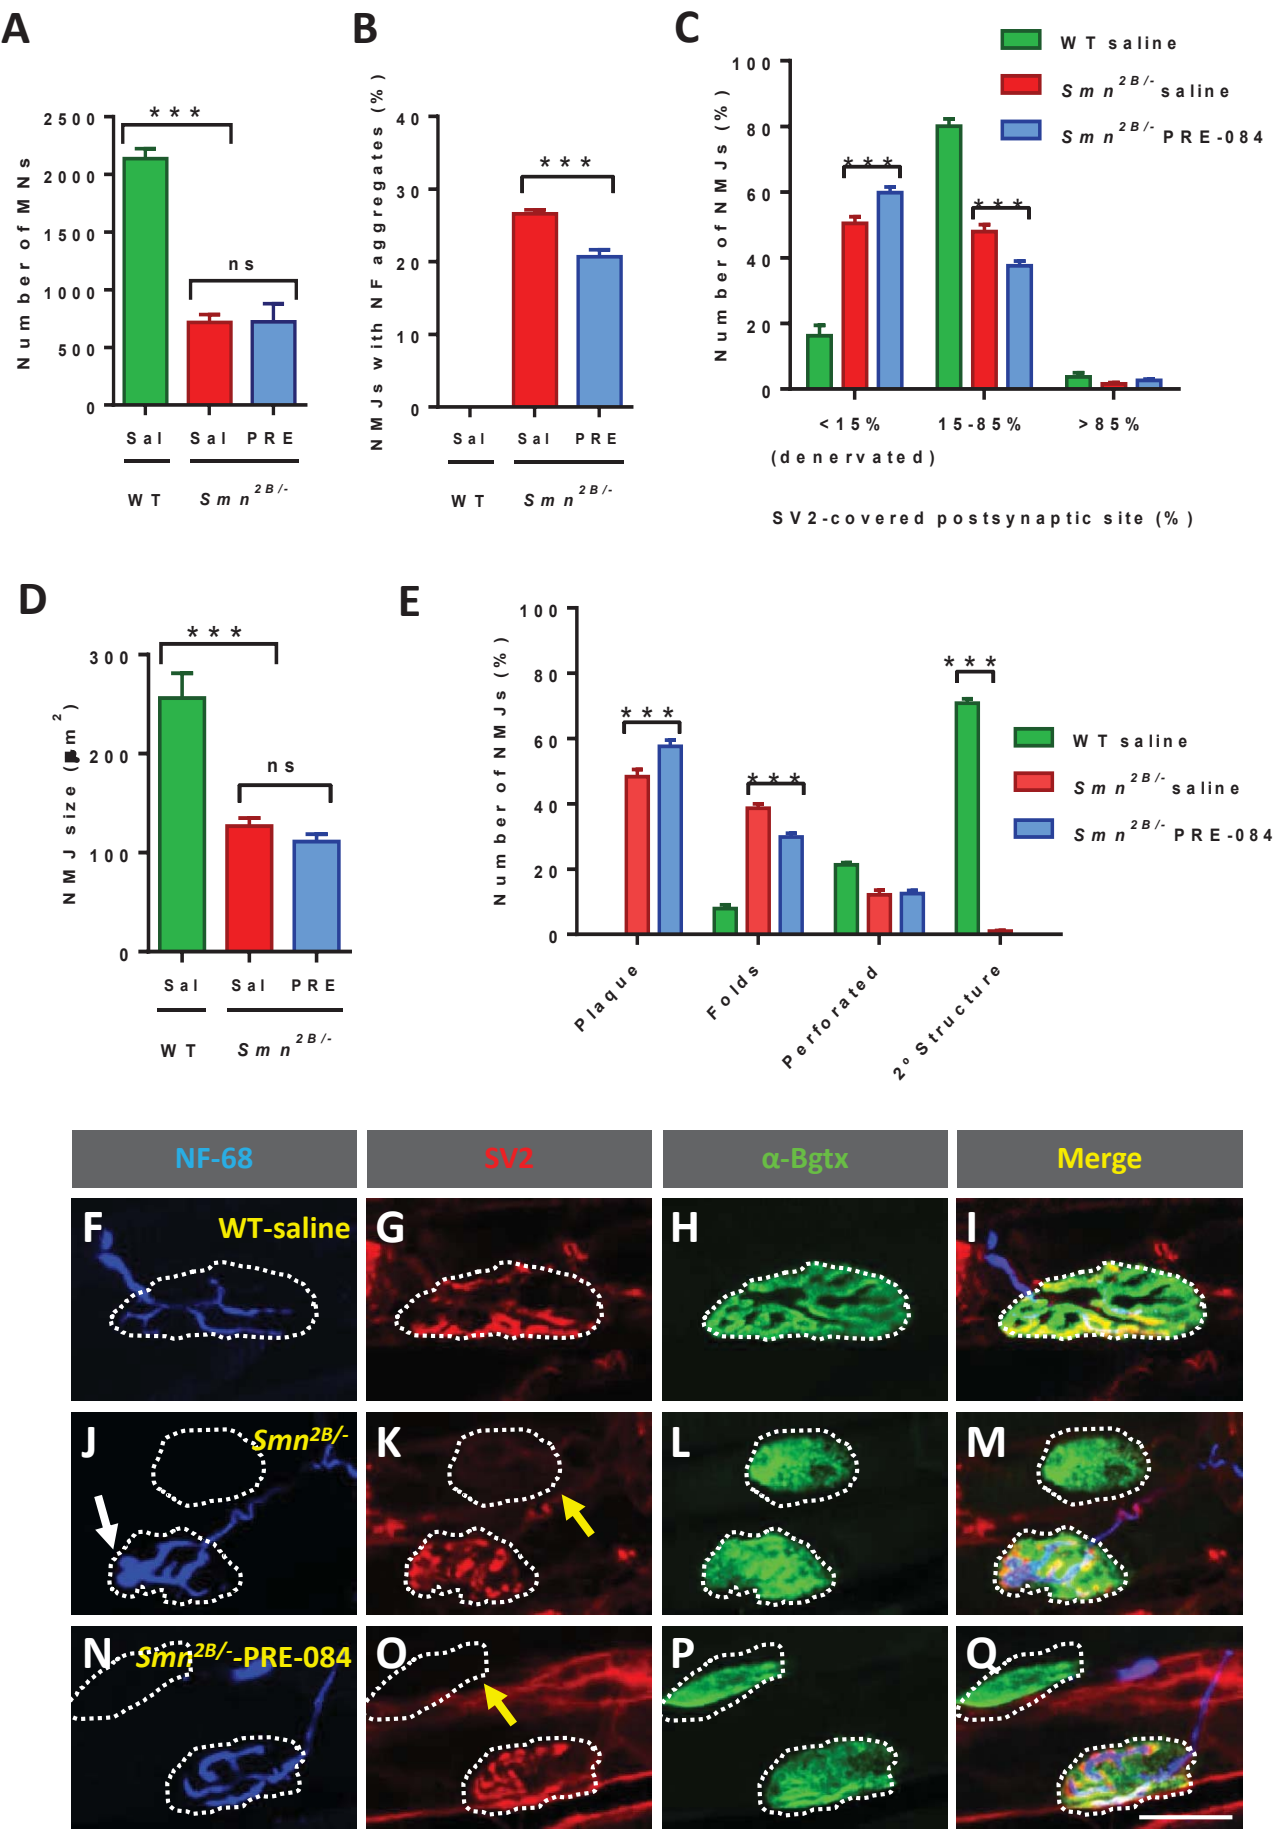 A
Number of MNs
2500
2000
1500
1000
500
0
***
ns
Sal Sal PRE
WT Smn2B/-
B
NMJs with NF aggregates (%)
40
30
20
10
0
***
Sal Sal PRE
WT Smn2B/-
C
WT saline
Smn2B/- saline
Smn2B/- PRE-084
Number of NMJs (%)
100
80
60
40
20
0
***
***
<15% 15-85% >85%
(denervated)
SV2-covered postsynaptic site (%)
D
NMJ size (μm2)
300
200
100
0
***
ns
Sal Sal PRE
WT Smn2B/-
E
Number of NMJs (%)
100
80
60
40
20
0
***
***
***
Plaque
Folds
Perforated
2º Structure
WT saline
Smn2B/- saline
Smn2B/- PRE-084
NF-68 SV2 α-Bgtx Merge
F WT-saline G H I
J Smn2B/- K L M
N Smn2B/--PRE-084 O P Q